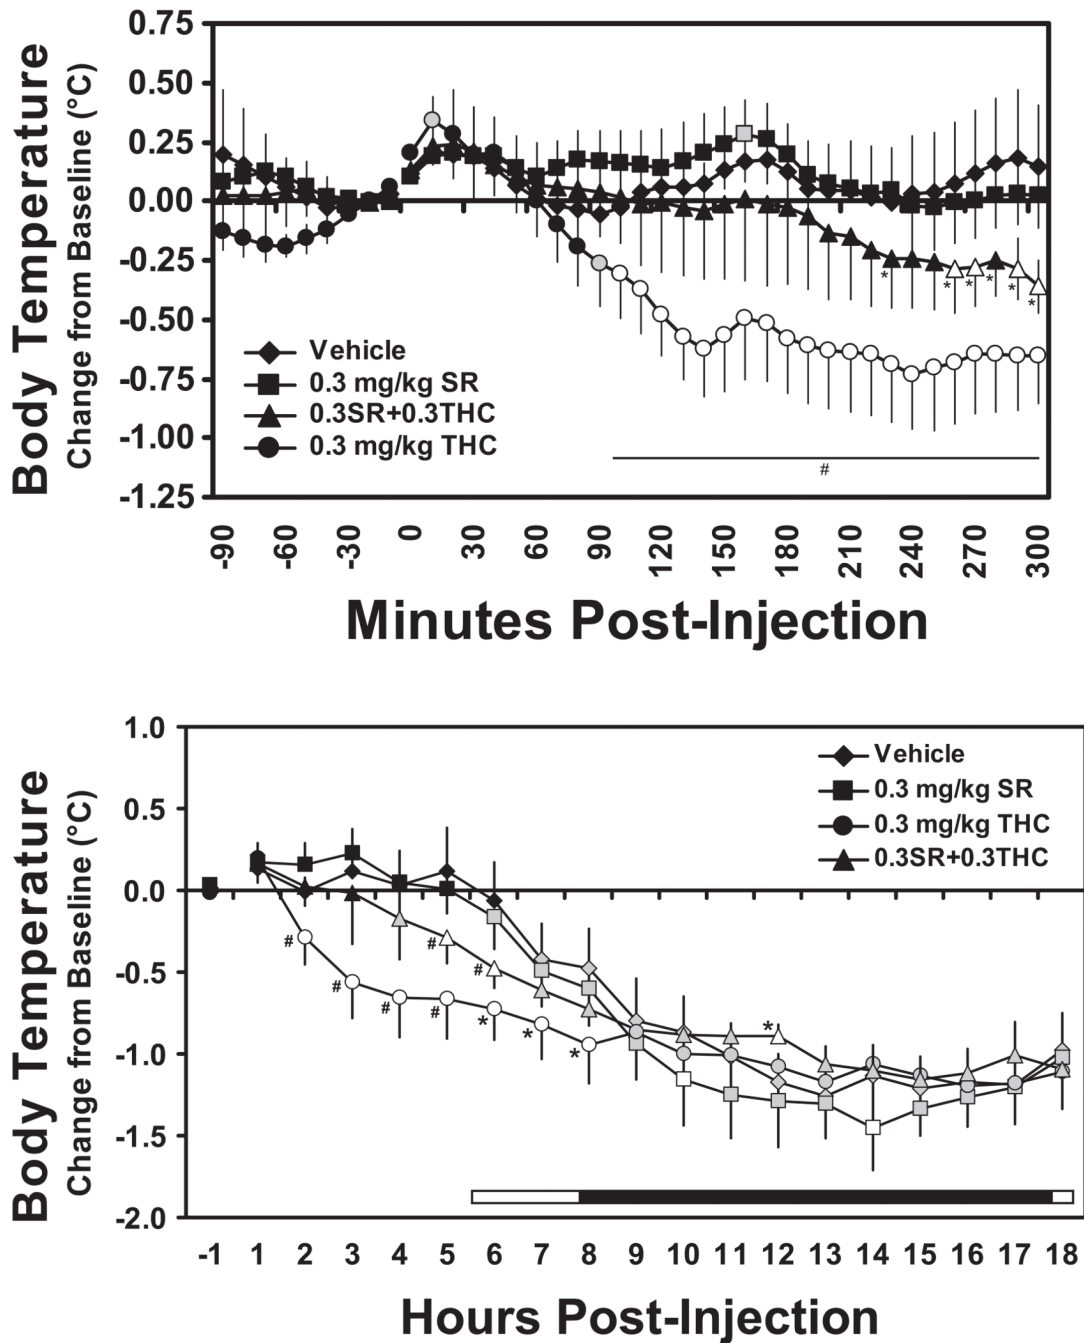 Body Temperature
Change from Baseline (°C)
0.75
0.50
0.25
0.00
-0.25
-0.50
-0.75
-1.00
-1.25
Vehicle
0.3 mg/kg SR
0.3SR+0.3THC
0.3 mg/kg THC
* * * * * *
#
-90 -60 -30 0 30 60 90 120 150 180 210 240 270 300
Minutes Post-Injection
Body Temperature
Change from Baseline (°C)
1.0
0.5
0.0
-0.5
-1.0
-1.5
-2.0
Vehicle
0.3 mg/kg SR
0.3 mg/kg THC
0.3SR+0.3THC
# # # # # # * * * *
-1 1 2 3 4 5 6 7 8 9 10 11 12 13 14 15 16 17 18
Hours Post-Injection